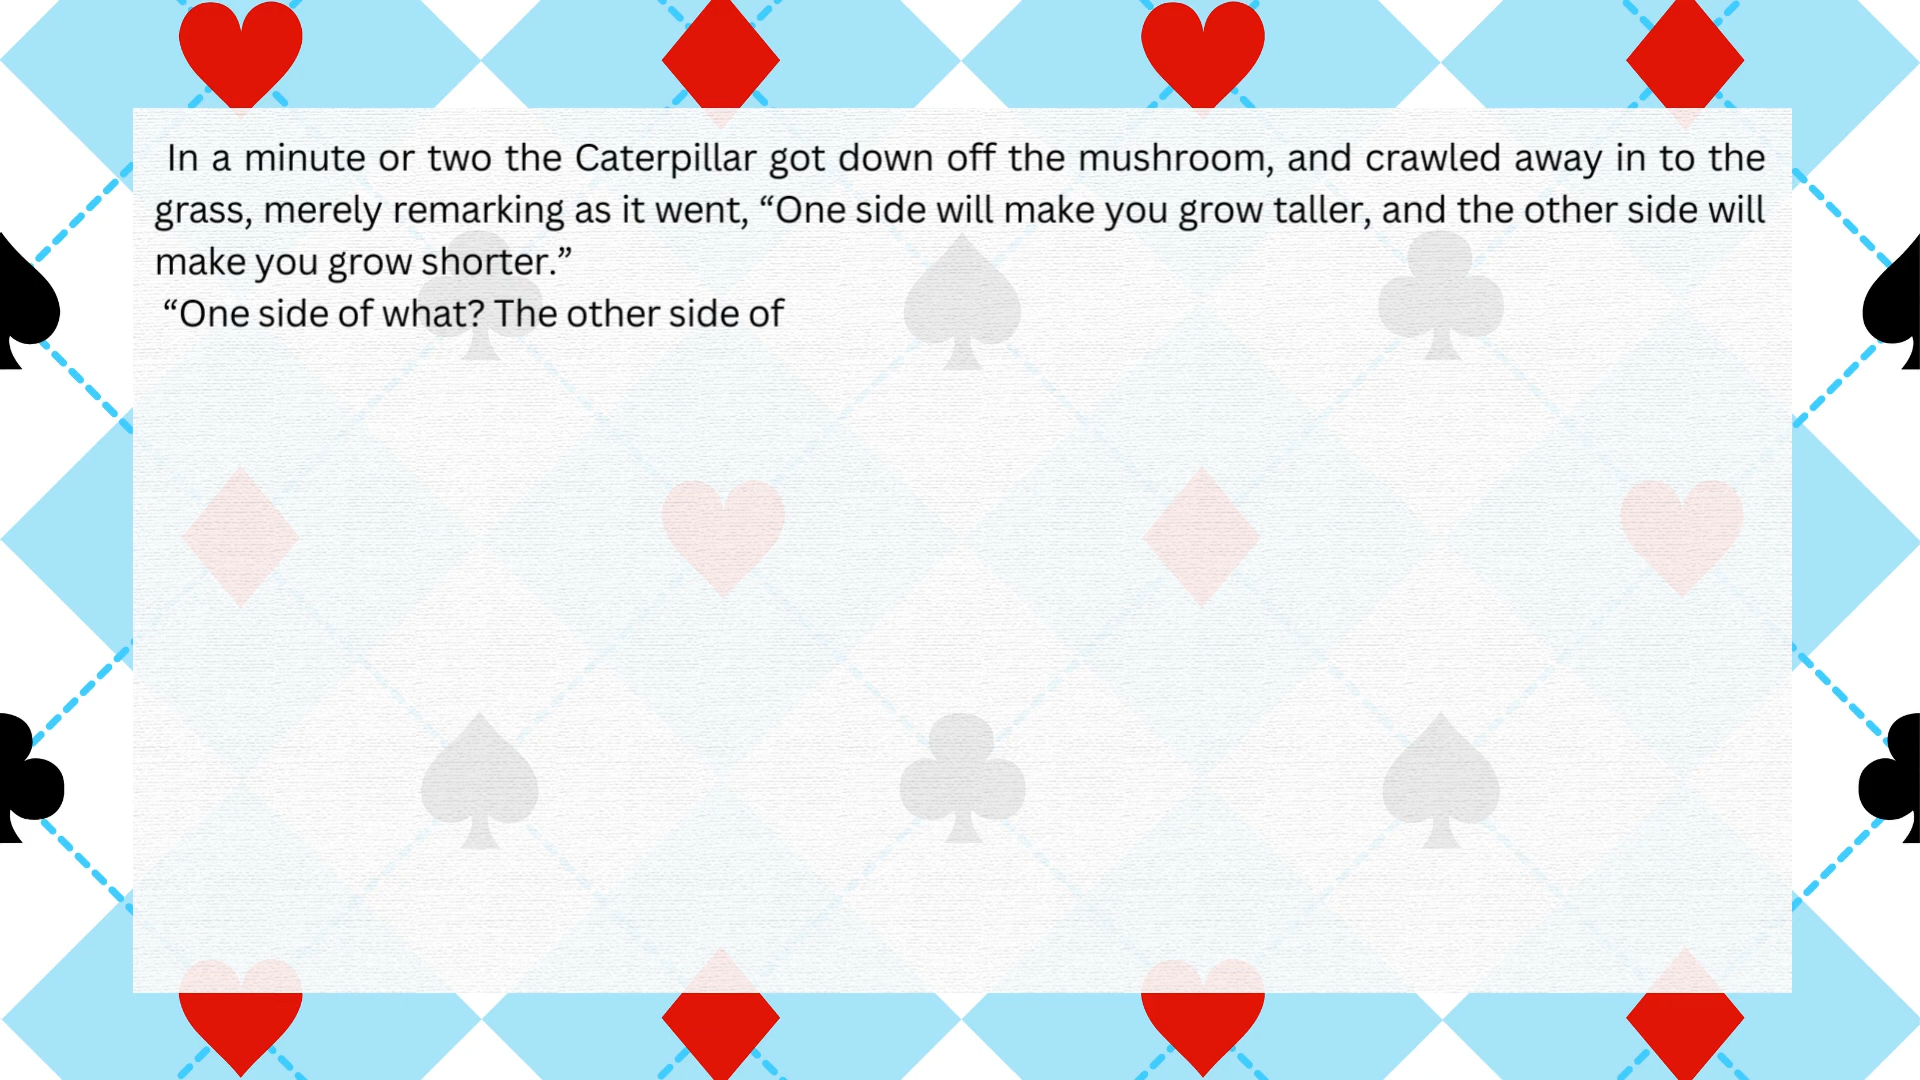 In a minute or two the Caterpillar got down off the mushroom, and crawled away in to the
grass, merely remarking as it went, “One side will make you grow taller, and the other side will
make you grow shorter.”
“One side of what? The other side of